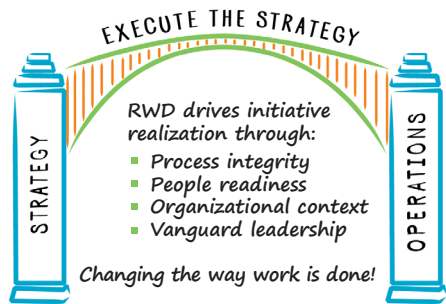 EXECUTE THE STRATEGY
STRATEGY
RWD drives initiative
realization through:
Process integrity
People readiness
Organizational context
Vanguard leadership
OPERATIONS
Changing the way work is done!